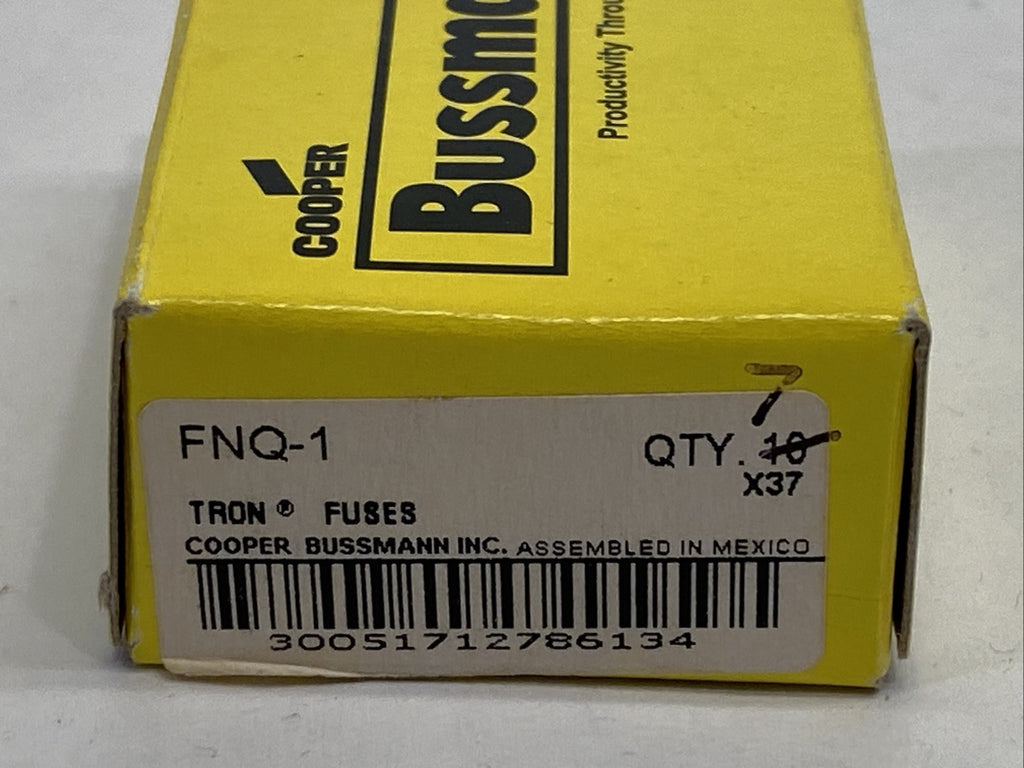 COOPER
Bussm
Productivity Throu
7
FNQ-1 QTY. 10
X37
TRON® FUSES
COOPER BUSSMANN INC. ASSEMBLED IN MEXICO
30051712786134